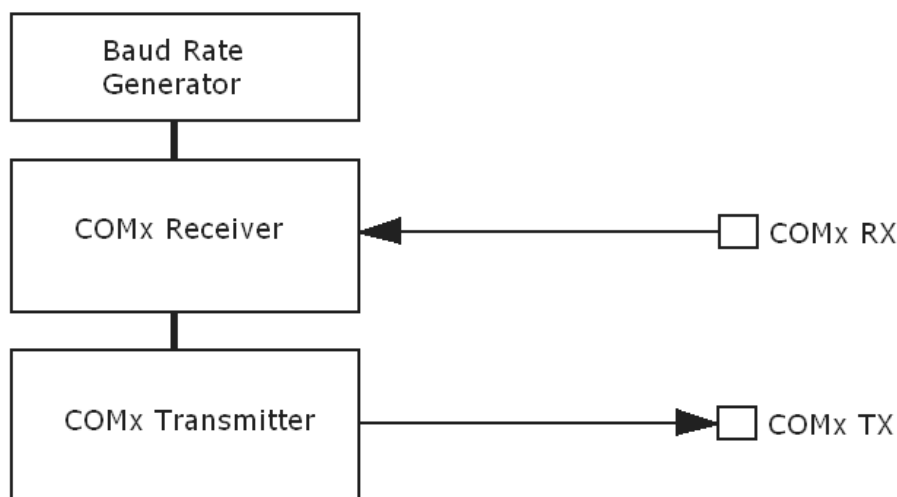 Baud Rate
Generator
COMx Receiver
COMx RX
COMx Transmitter
COMx TX